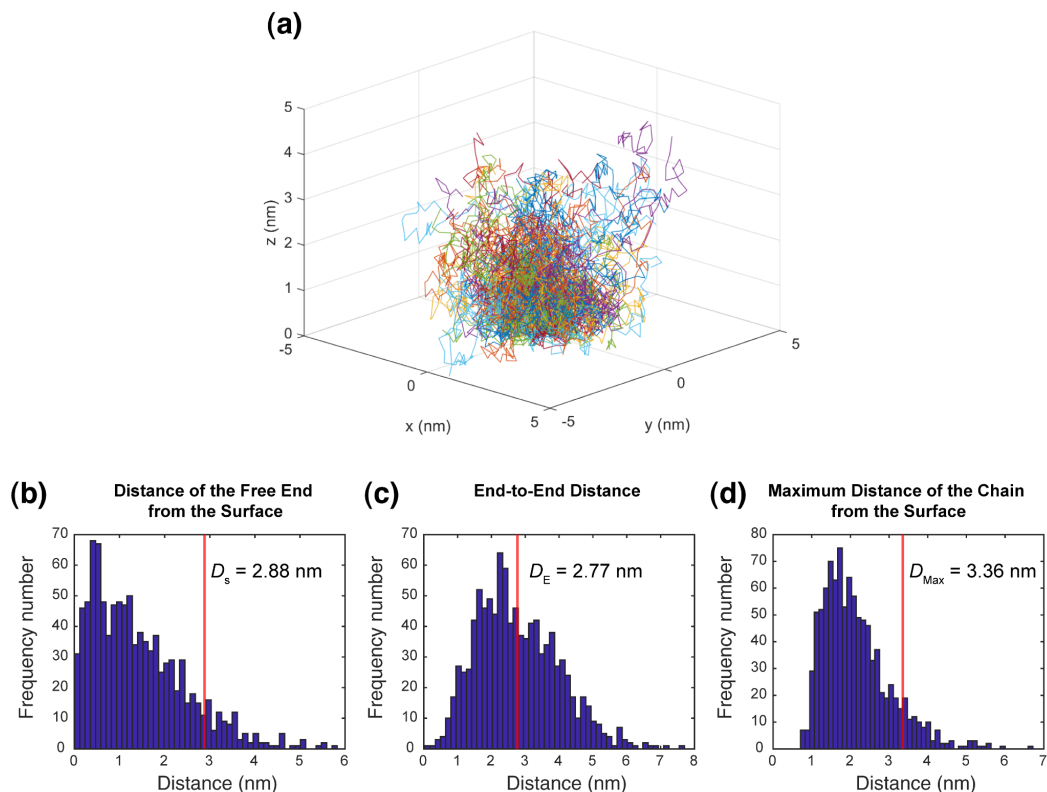 (a)
5
4
3
2
1
0
z (nm)
-5
0
5
x (nm)
-5
0
5
y (nm)
(b)
Distance of the Free End
from the Surface
70
60
50
40
30
20
10
0
Frequency number
Ds = 2.88 nm
0 1 2 3 4 5 6
Distance (nm)
(c)
End-to-End Distance
70
60
50
40
30
20
10
0
Frequency number
DE = 2.77 nm
0 1 2 3 4 5 6 7 8
Distance (nm)
(d)
Maximum Distance of the Chain
from the Surface
80
70
60
50
40
30
20
10
0
Frequency number
DMax = 3.36 nm
0 1 2 3 4 5 6 7
Distance (nm)